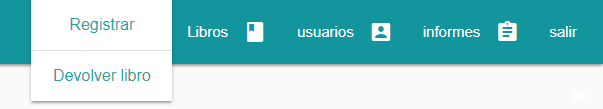 Registrar
Libros usuarios informes salir
Devolver libro